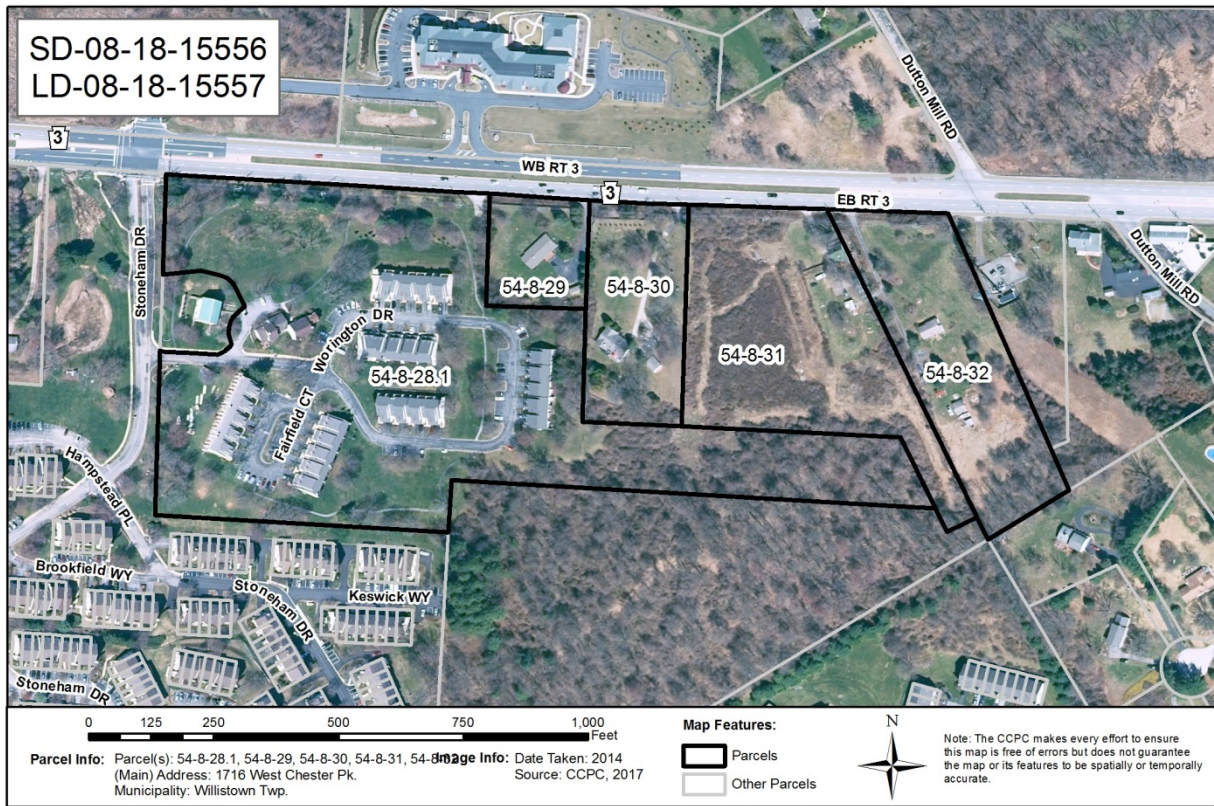 SD-08-18-15556
LD-08-18-15557
Dutton Mill RD
3
WB RT 3
3
EB RT 3
Stoneham DR
Dutton Mill RD
54-8-29
54-8-30
Worington DR
54-8-31
54-8-28.1
54-8-32
Fairfield CT
Hampstead PL
Brookfield WY
Stoneham DR
Keswick WY
Stoneham DR
0 125 250 500 750 1,000
Feet
Parcel Info: Parcel(s): 54-8-28.1, 54-8-29, 54-8-30, 54-8-31,
(Main) Address: 1716 West Chester Pk.
Municipality: Willistown Twp.
Image Info: Date Taken: 2014
Source: CCPC, 2017
Map Features:
Parcels
Other Parcels
N
Note: The CCPC makes every effort to ensure
this map is free of errors but does not guarantee
the map or its features to be spatially or temporally
accurate.